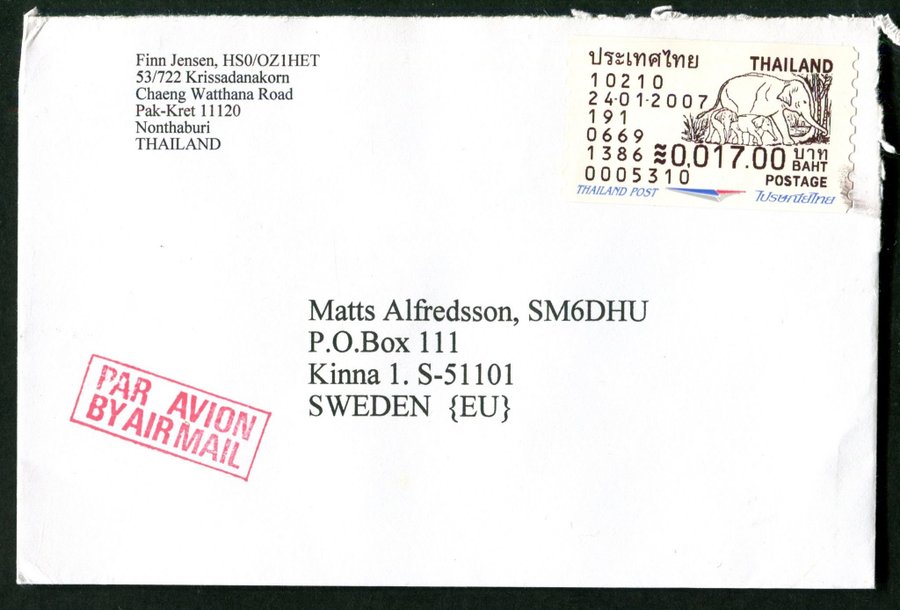 Finn Jensen, HS0/OZ1HET
53/722 Krissadanakorn
Chaeng Watthana Road
Pak-Kret 11120
Nonthaburi
THAILAND
ประเทศไทย THAILAND
10210
24-01-2007
191
0669
1386 ≋0,017.00 บาท
BAHT
0005310 POSTAGE
THAILAND POST ไปรษณีย์ไทย
Matts Alfredsson, SM6DHU
P.O.Box 111
Kinna 1. S-51101
SWEDEN {EU}
PAR AVION
BY AIR MAIL